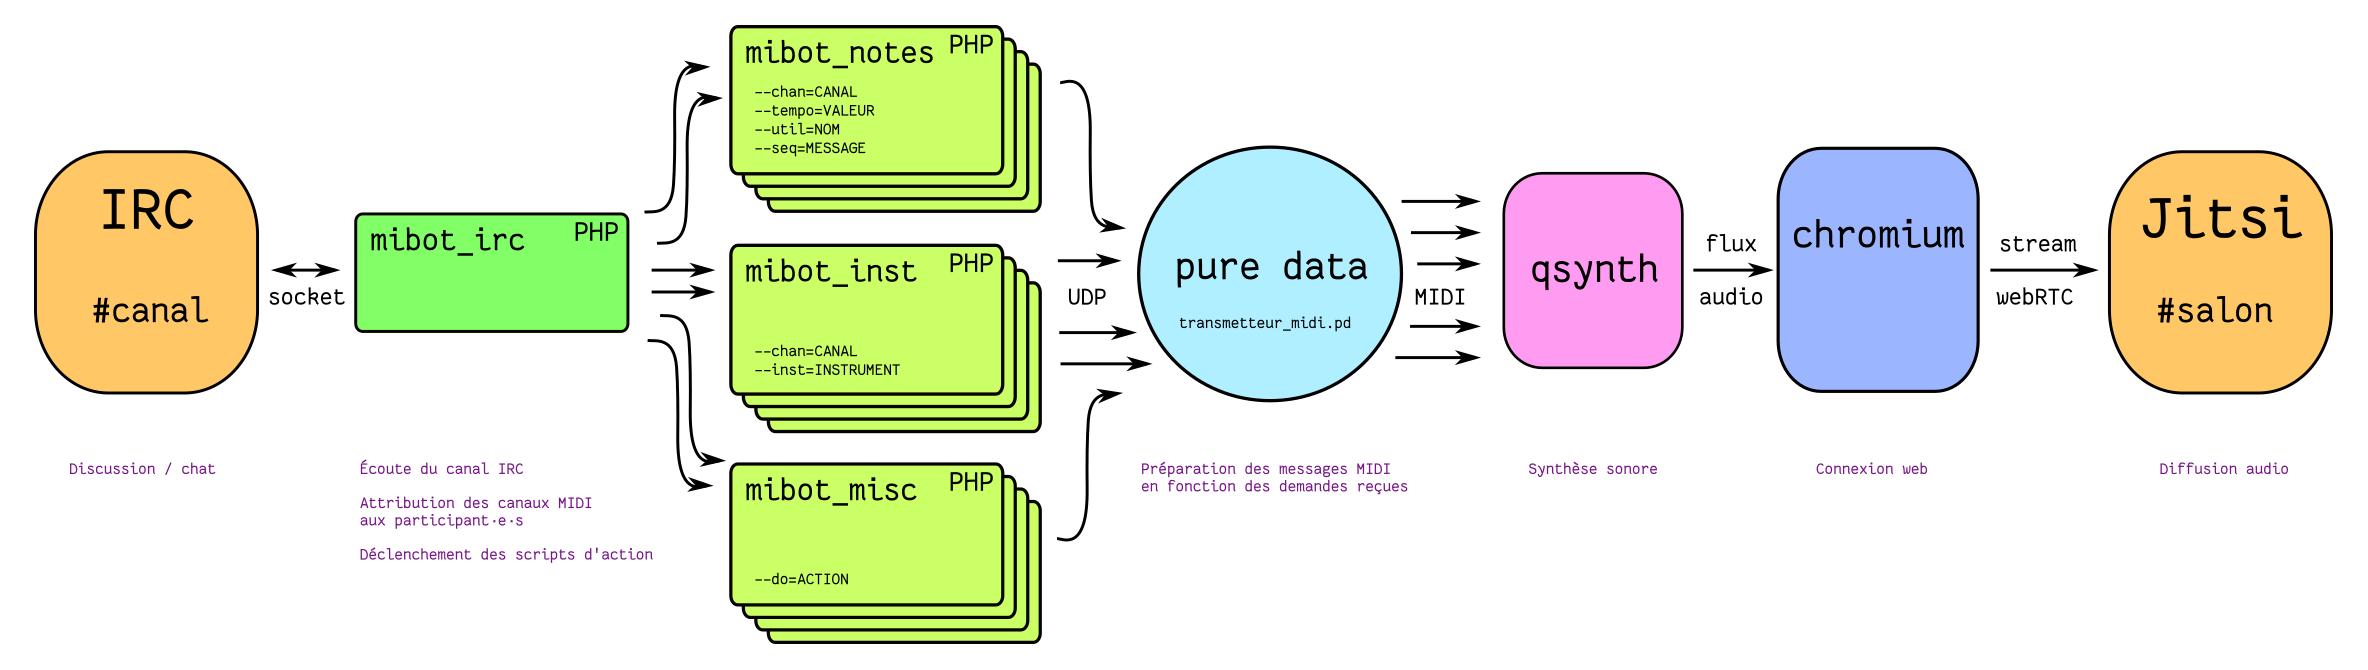 IRC
#canal
socket
mibot_irc
PHP
mibot_notes
PHP
--chan=CANAL
--tempo=VALEUR
--util=NOM
--seq=MESSAGE
mibot_inst
PHP
--chan=CANAL
--inst=INSTRUMENT
mibot_misc
PHP
--do=ACTION
UDP
pure data
transmetteur_midi.pd
MIDI
qsynth
flux
audio
chromium
stream
webRTC
Jitsi
#salon
Discussion / chat
Écoute du canal IRC
Attribution des canaux MIDI
aux participant·e·s
Déclenchement des scripts d'action
Préparation des messages MIDI
en fonction des demandes reçues
Synthèse sonore
Connexion web
Diffusion audio